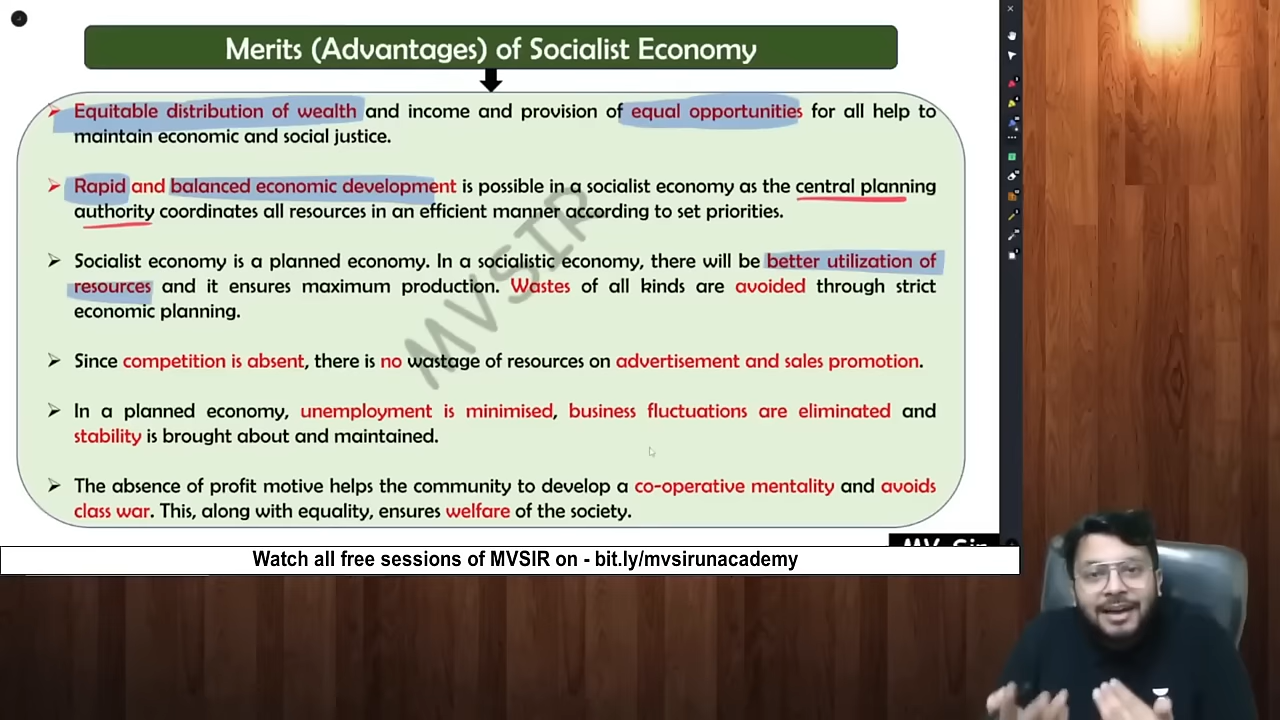 Merits (Advantages) of Socialist Economy
➢ Equitable distribution of wealth and income and provision of equal opportunities for all help to
maintain economic and social justice.
➢ Rapid and balanced economic development is possible in a socialist economy as the central planning
authority coordinates all resources in an efficient manner according to set priorities.
➢ Socialist economy is a planned economy. In a socialistic economy, there will be better utilization of
resources and it ensures maximum production. Wastes of all kinds are avoided through strict
economic planning.
➢ Since competition is absent, there is no wastage of resources on advertisement and sales promotion.
➢ In a planned economy, unemployment is minimised, business fluctuations are eliminated and
stability is brought about and maintained.
➢ The absence of profit motive helps the community to develop a co-operative mentality and avoids
class war. This, along with equality, ensures welfare of the society.
MVSIR
MV Sir
Watch all free sessions of MVSIR on - bit.ly/mvsirunacademy